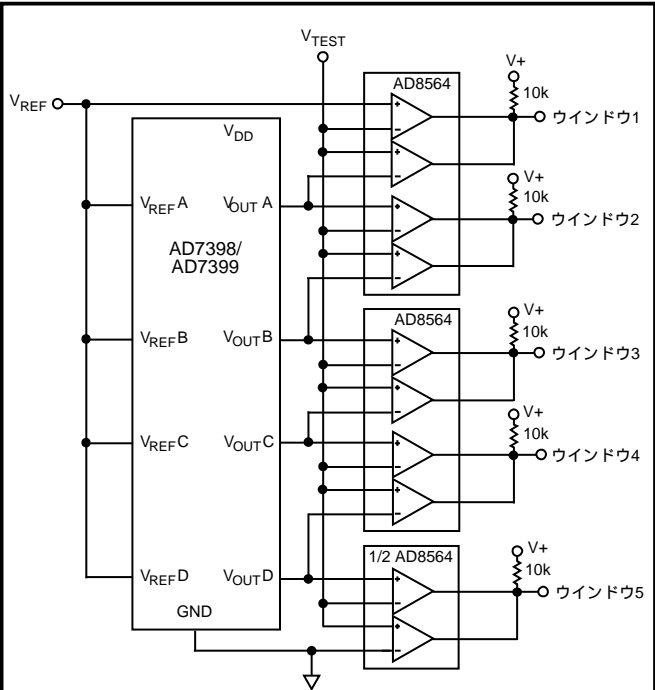 VTEST
AD8564
V+
10k
ウインドウ1
VREF
VDD
VREFA
VOUTA
AD7398/
AD7399
V+
10k
ウインドウ2
AD8564
V+
10k
ウインドウ3
VREFB
VOUTB
V+
10k
ウインドウ4
VREFC
VOUTC
1/2 AD8564
V+
10k
ウインドウ5
VREFD
VOUTD
GND